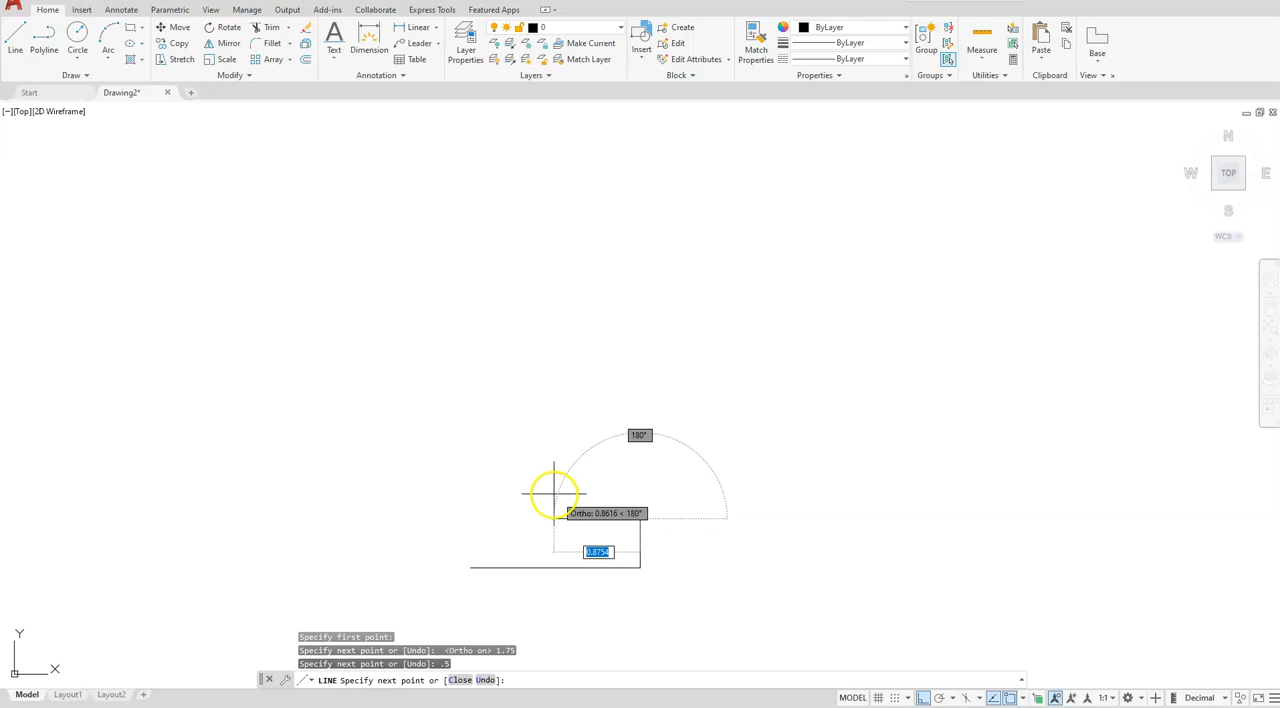 Home Insert Annotate Parametric View Manage Output Add-ins Collaborate Express Tools Featured Apps
Line Polyline Circle Arc
Move Rotate Trim
Copy Mirror Fillet
Stretch Scale Array
Text Dimension
Linear
Leader
Table
Layer Properties
0
Make Current
Match Layer
Insert
Create
Edit
Edit Attributes
Match Properties
ByLayer
ByLayer
ByLayer
Group
Measure
Paste
Base
Draw Modify Annotation Layers Block Properties Groups Utilities Clipboard View
Start Drawing2*
[−][Top][2D Wireframe]
N
W TOP E
S
WCS
180°
Ortho: 0.8616 < 180°
0.8754
Y
X
Specify first point:
Specify next point or [Undo]: <Ortho on> 1.75
Specify next point or [Undo]: .5
LINE Specify next point or [Close Undo]:
Model Layout1 Layout2 +
MODEL 1:1 Decimal